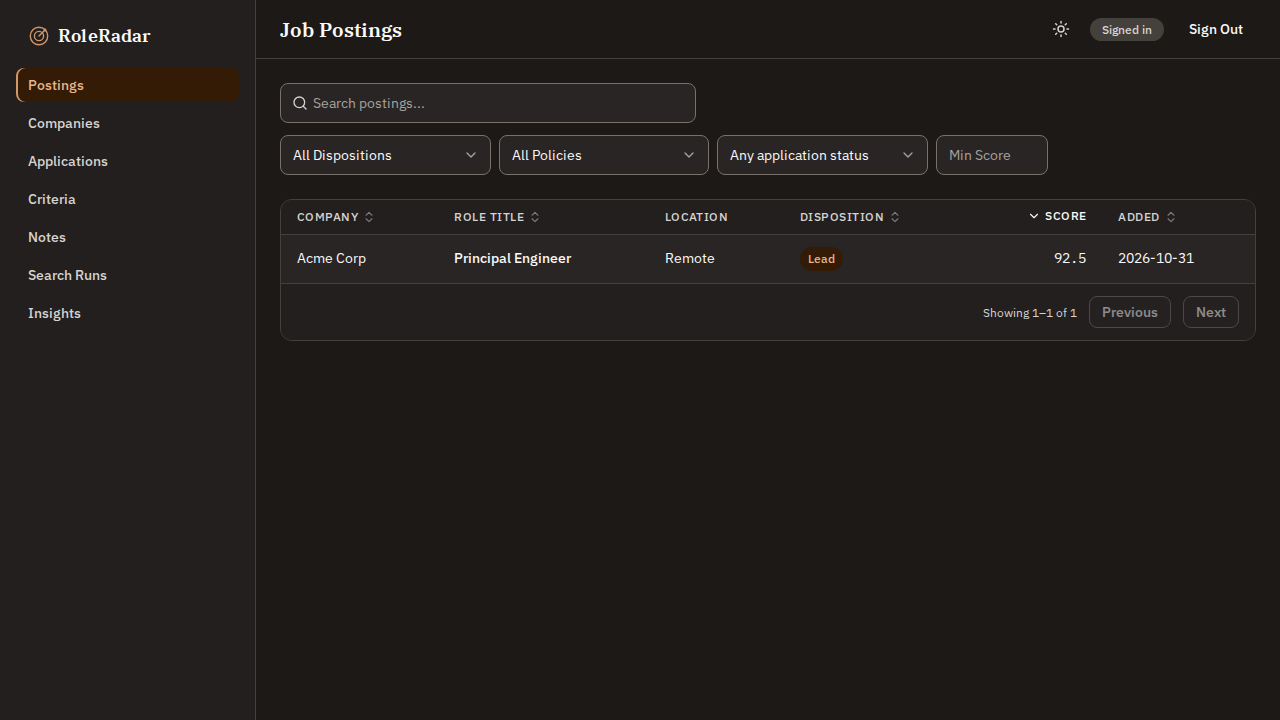 RoleRadar
Postings
Companies
Applications
Criteria
Notes
Search Runs
Insights
Job Postings
Signed in
Sign Out
Search postings...
All Dispositions
All Policies
Any application status
Min Score
COMPANY ROLE TITLE LOCATION DISPOSITION SCORE ADDED
Acme Corp Principal Engineer Remote Lead 92.5 2026-10-31
Showing 1–1 of 1 Previous Next